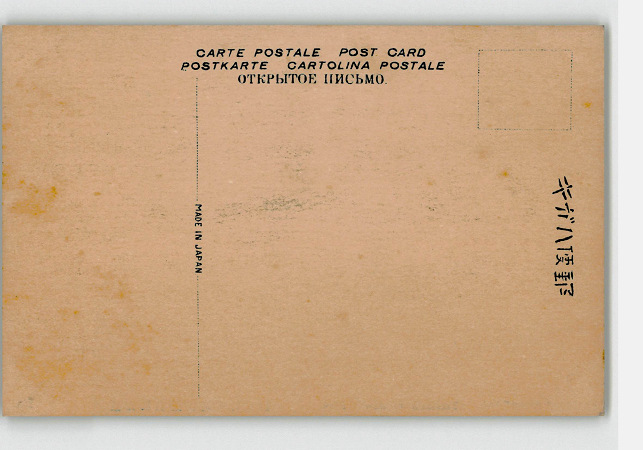 CARTE POSTALE POST CARD
POSTKARTE CARTOLINA POSTALE
ОТКРЫТОЕ ПИСЬМО.
MADE IN JAPAN
郵便ハガキ